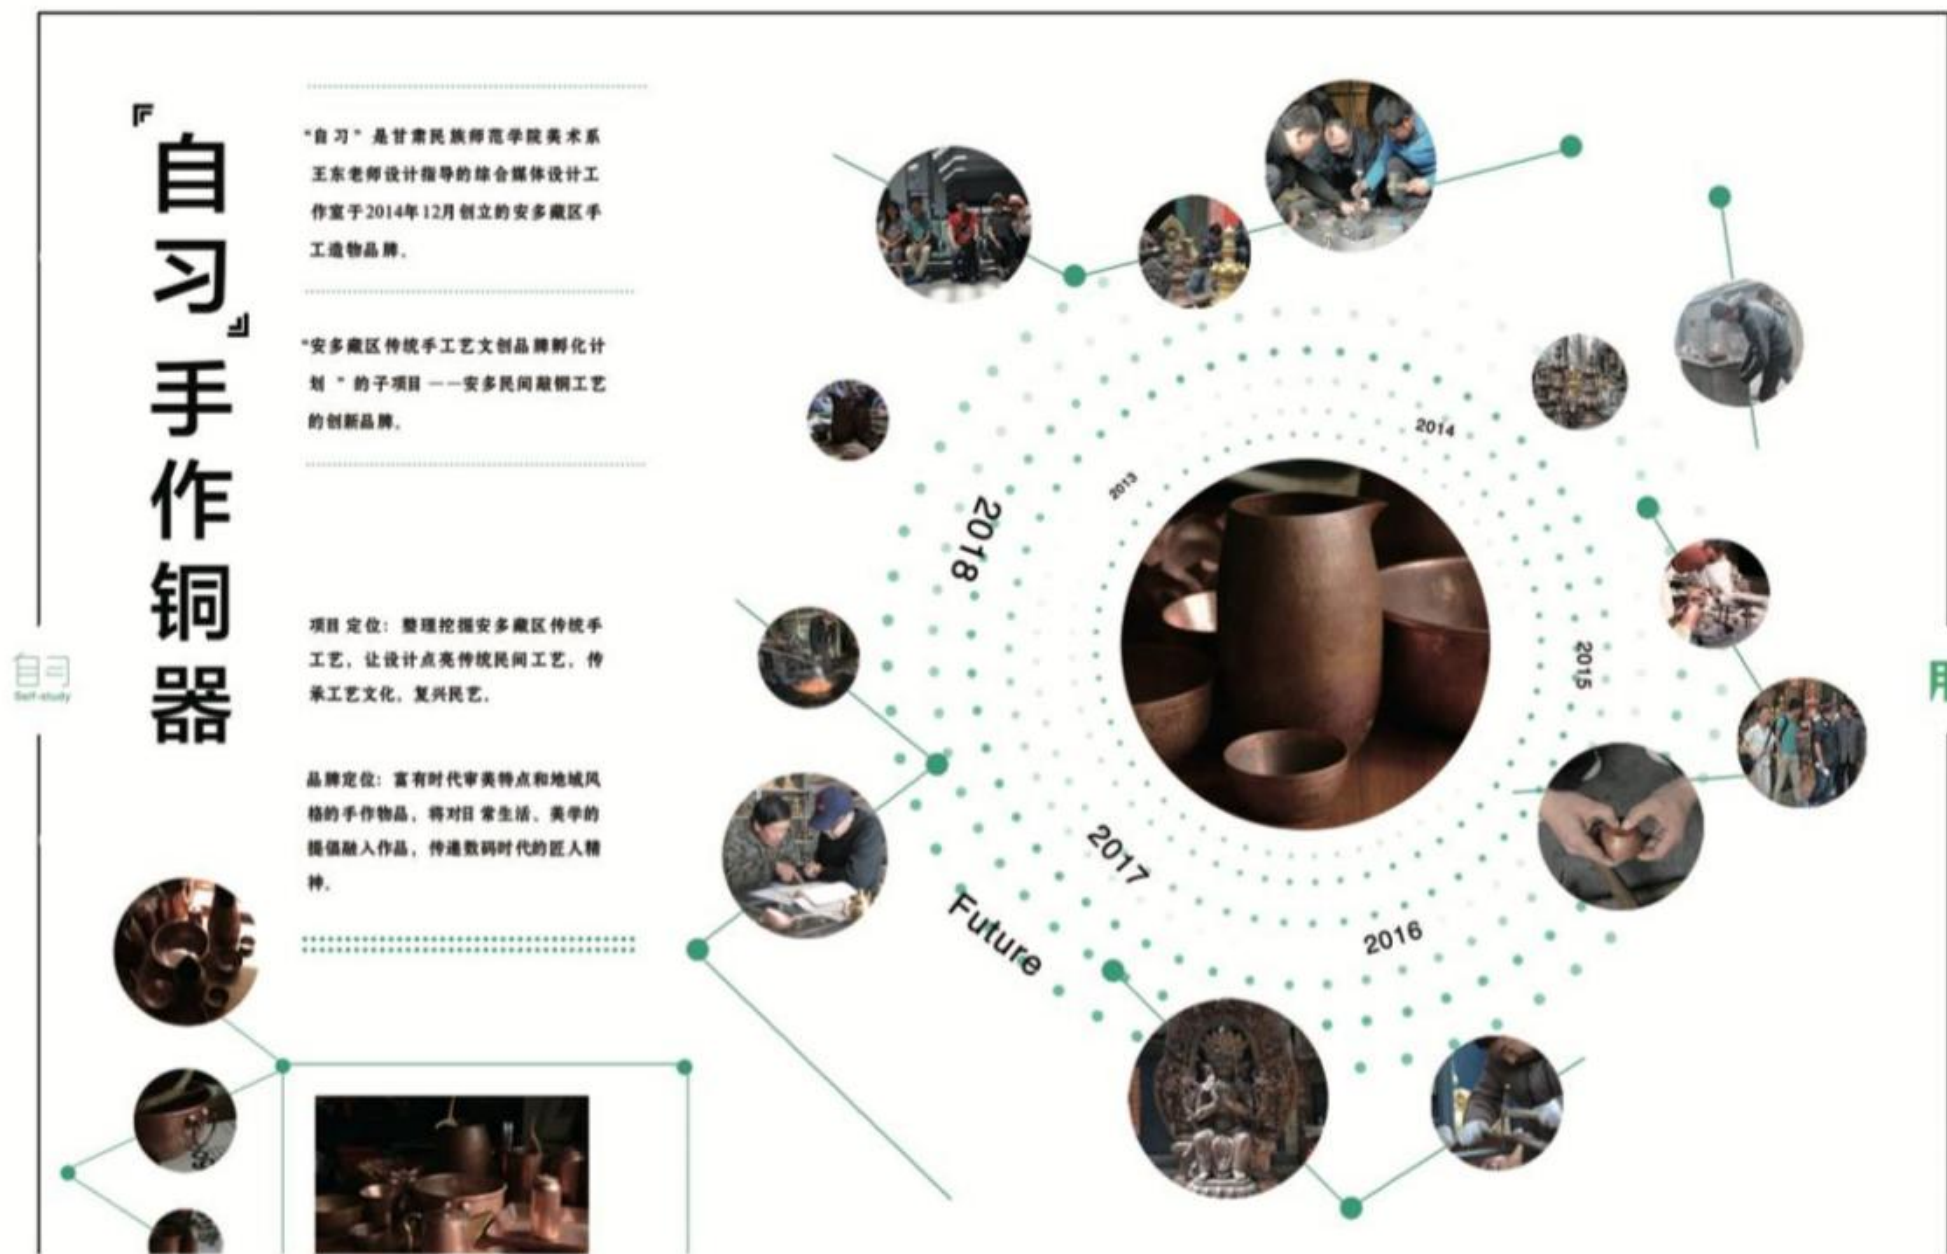 『自习』手作铜器
“自习”是甘肃民族师范学院美术系
王东老师设计指导的综合媒体设计工
作室于2014年12月创立的安多藏区手
工造物品牌。
“安多藏区传统手工艺文创品牌孵化计
划”的子项目——安多民间敲铜工艺
的创新品牌。
项目定位：整理挖掘安多藏区传统手
工艺，让设计点亮传统民间工艺，传
承工艺文化，复兴民艺。
品牌定位：富有时代审美特点和地域风
格的手作物品，将对日常生活、美学的
提倡融入作品，传递数码时代的匠人精
神。
自习
Self-study
2013
2014
2015
2016
2017
2018
Future